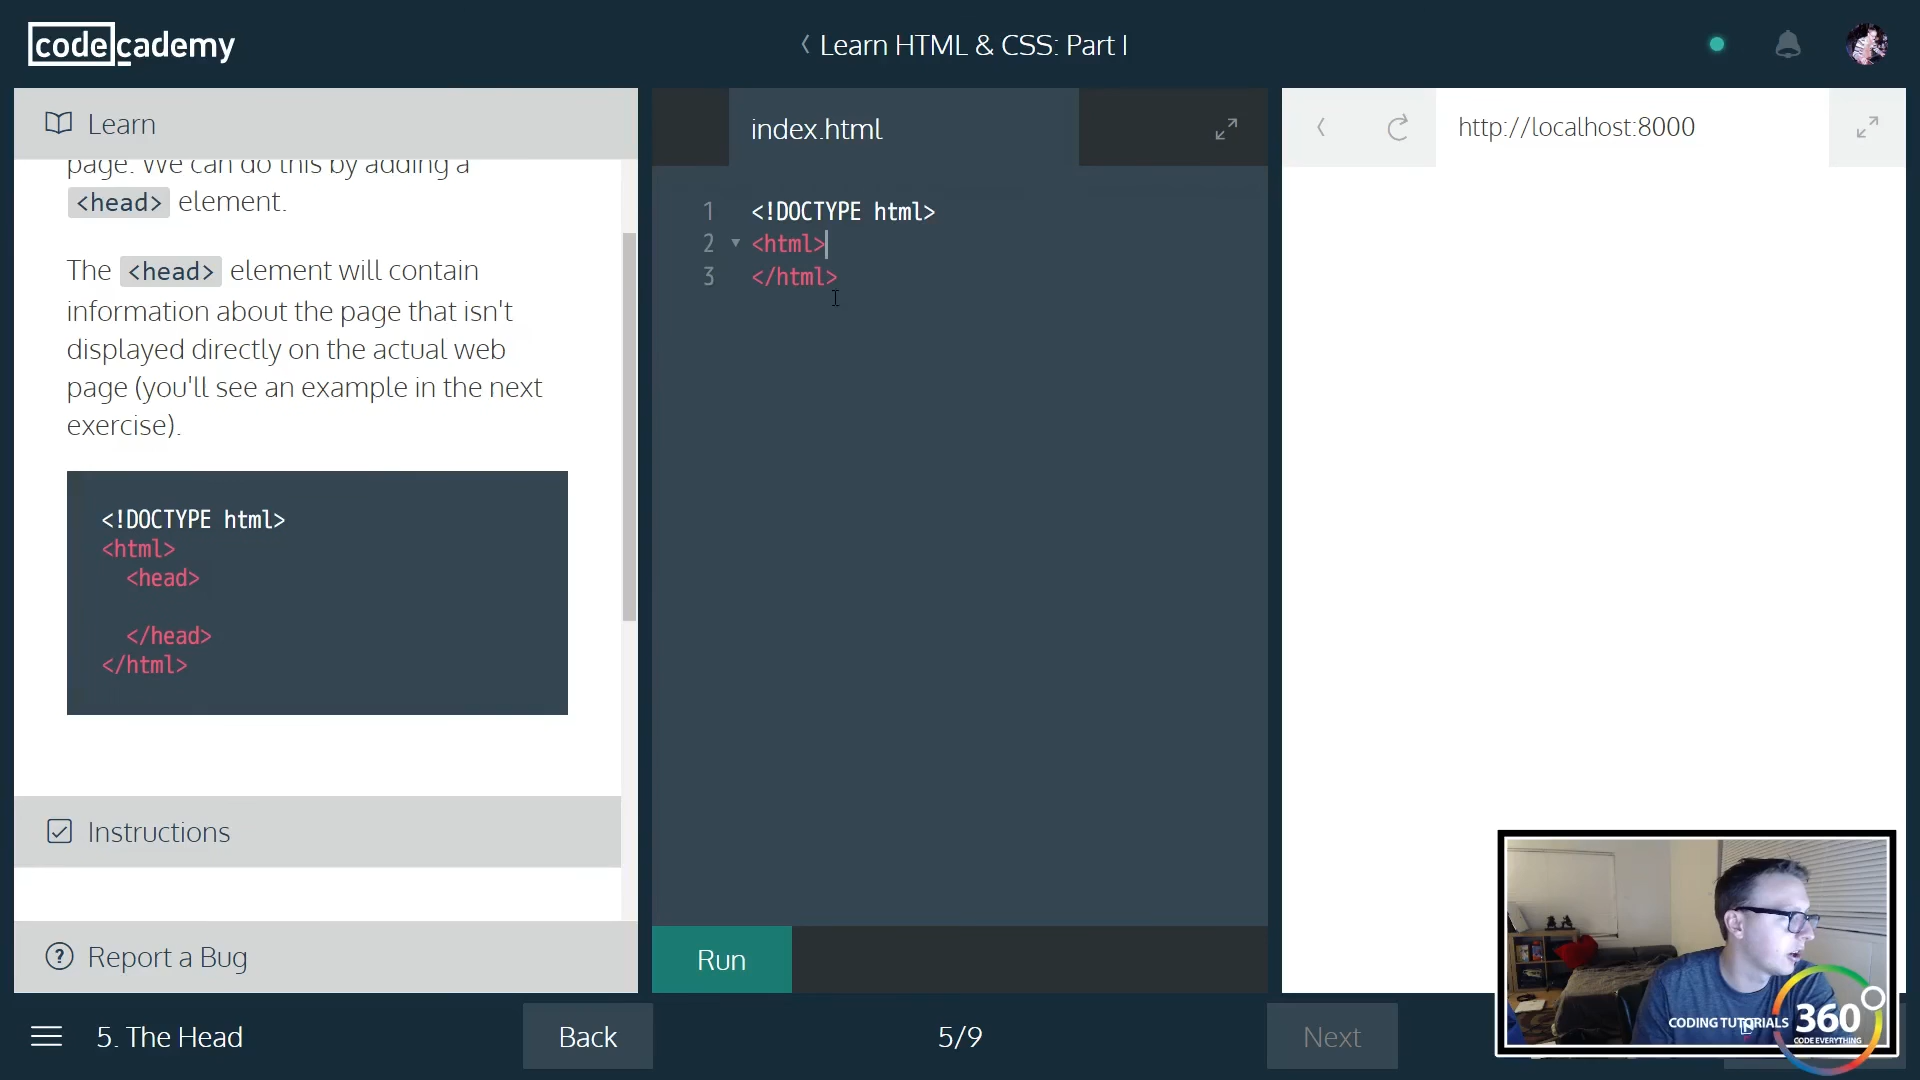 codecademy
Learn HTML & CSS: Part I
Learn
page. We can do this by adding a
<head> element.
The <head> element will contain
information about the page that isn't
displayed directly on the actual web
page (you'll see an example in the next
exercise).
<!DOCTYPE html>
<html>
<head>
</head>
</html>
Instructions
Report a Bug
index.html
1 <!DOCTYPE html>
2 <html>
3 </html>
Run
http://localhost:8000
5. The Head
Back
5/9
Next
CODING TUTORIALS 360
CODE EVERYTHING